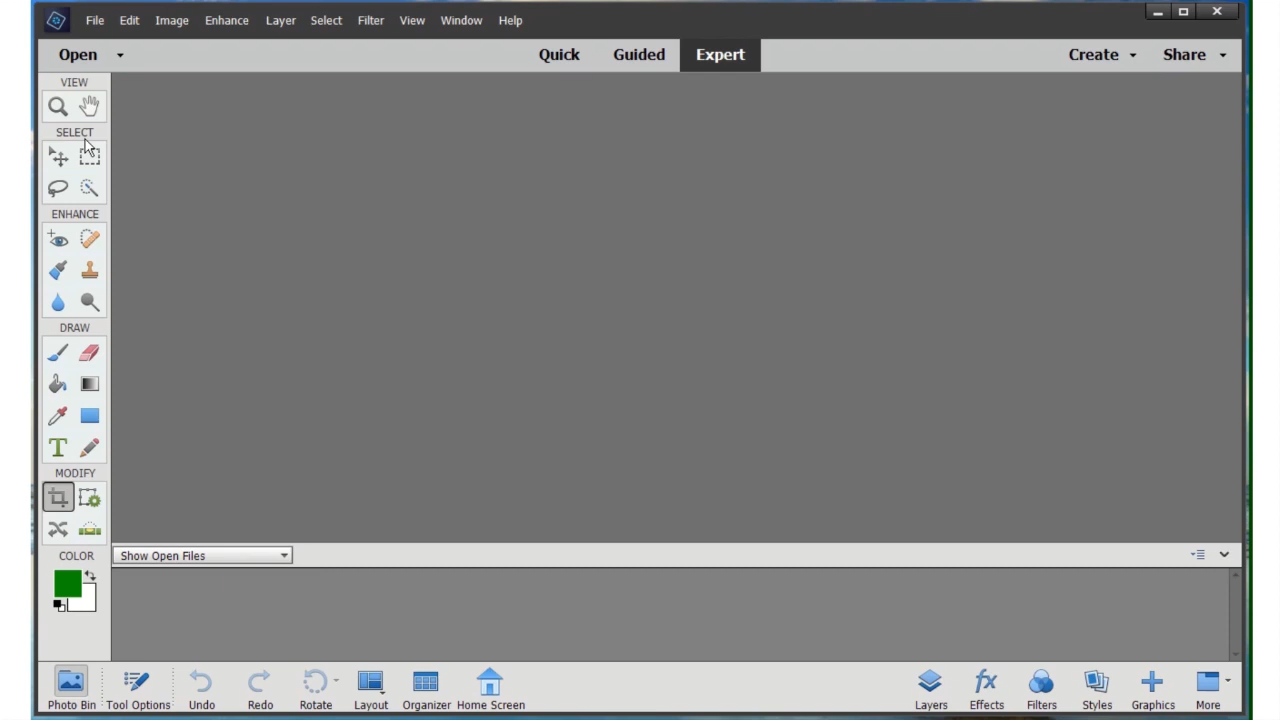 File Edit Image Enhance Layer Select Filter View Window Help
Open Quick Guided Expert Create Share
VIEW
SELECT
ENHANCE
DRAW
T
MODIFY
COLOR
Show Open Files
Photo Bin Tool Options Undo Redo Rotate Layout Organizer Home Screen Layers fx Effects Filters Styles Graphics More